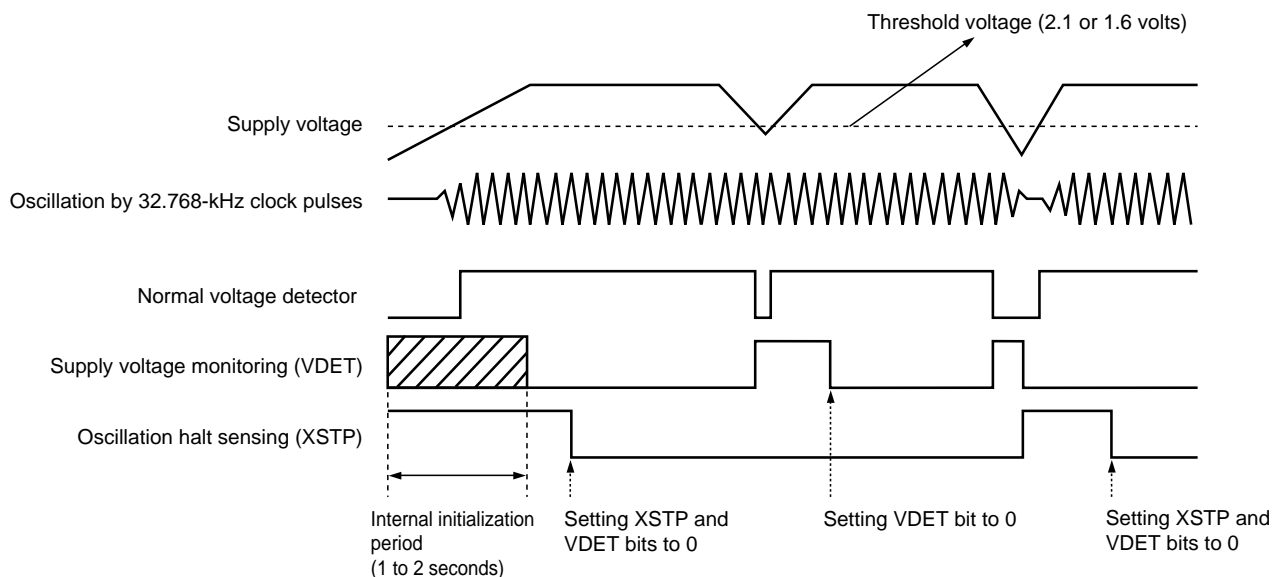 Threshold voltage (2.1 or 1.6 volts)
Supply voltage
Oscillation by 32.768-kHz clock pulses
Normal voltage detector
Supply voltage monitoring (VDET)
Oscillation halt sensing (XSTP)
Internal initialization
period
(1 to 2 seconds)
Setting XSTP and
VDET bits to 0
Setting VDET bit to 0
Setting XSTP and
VDET bits to 0